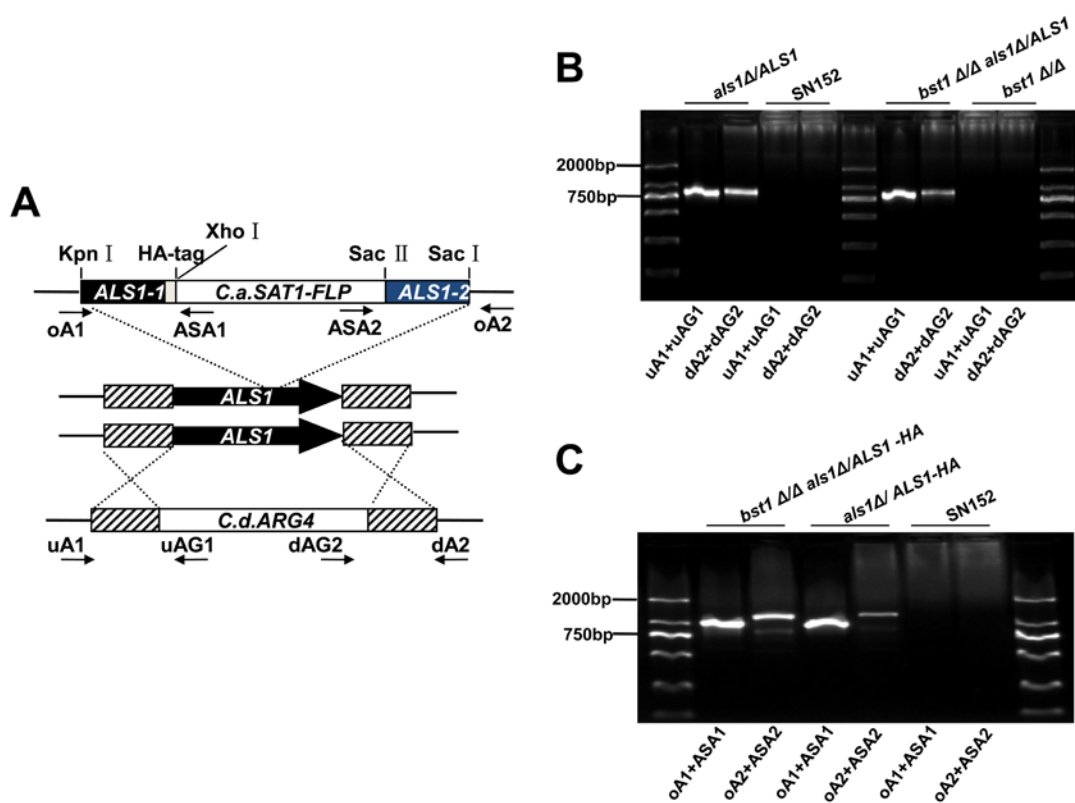 A
Kpn Ⅰ HA-tag Xho Ⅰ Sac Ⅱ Sac Ⅰ
ALS1-1 C.a.SAT1-FLP ALS1-2
oA1 ASA1 ASA2 oA2
ALS1
ALS1
C.d.ARG4
uA1 uAG1 dAG2 dA2
B
als1Δ/ALS1 SN152 bst1 Δ/Δ als1Δ/ALS1 bst1 Δ/Δ
2000bp
750bp
uA1+uAG1 dA2+dAG2 uA1+uAG1 dA2+dAG2 uA1+uAG1 dA2+dAG2 uA1+uAG1 dA2+dAG2
C
bst1 Δ/Δ als1Δ/ALS1 -HA als1Δ/ ALS1-HA SN152
2000bp
750bp
oA1+ASA1 oA2+ASA2 oA1+ASA1 oA2+ASA2 oA1+ASA1 oA2+ASA2